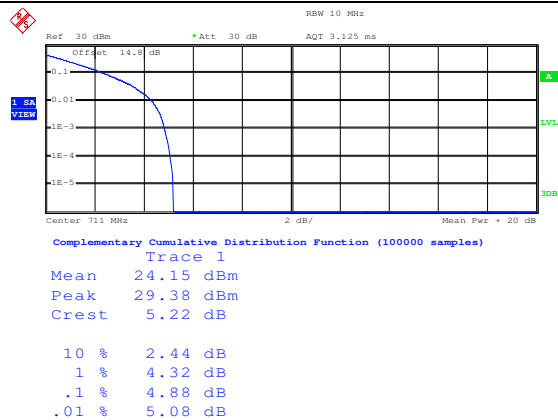 R S
RBW 10 MHz
Ref 30 dBm *Att 30 dB AQT 3.125 ms
Offset 14.8 dB
0.1
A
0.01
1 SA
VIEW
1E-3
LVL
1E-4
1E-5
3DB
Center 711 MHz 2 dB/ Mean Pwr + 20 dB
Complementary Cumulative Distribution Function (100000 samples)
Trace 1
Mean 24.15 dBm
Peak 29.38 dBm
Crest 5.22 dB
10 % 2.44 dB
1 % 4.32 dB
.1 % 4.88 dB
.01 % 5.08 dB